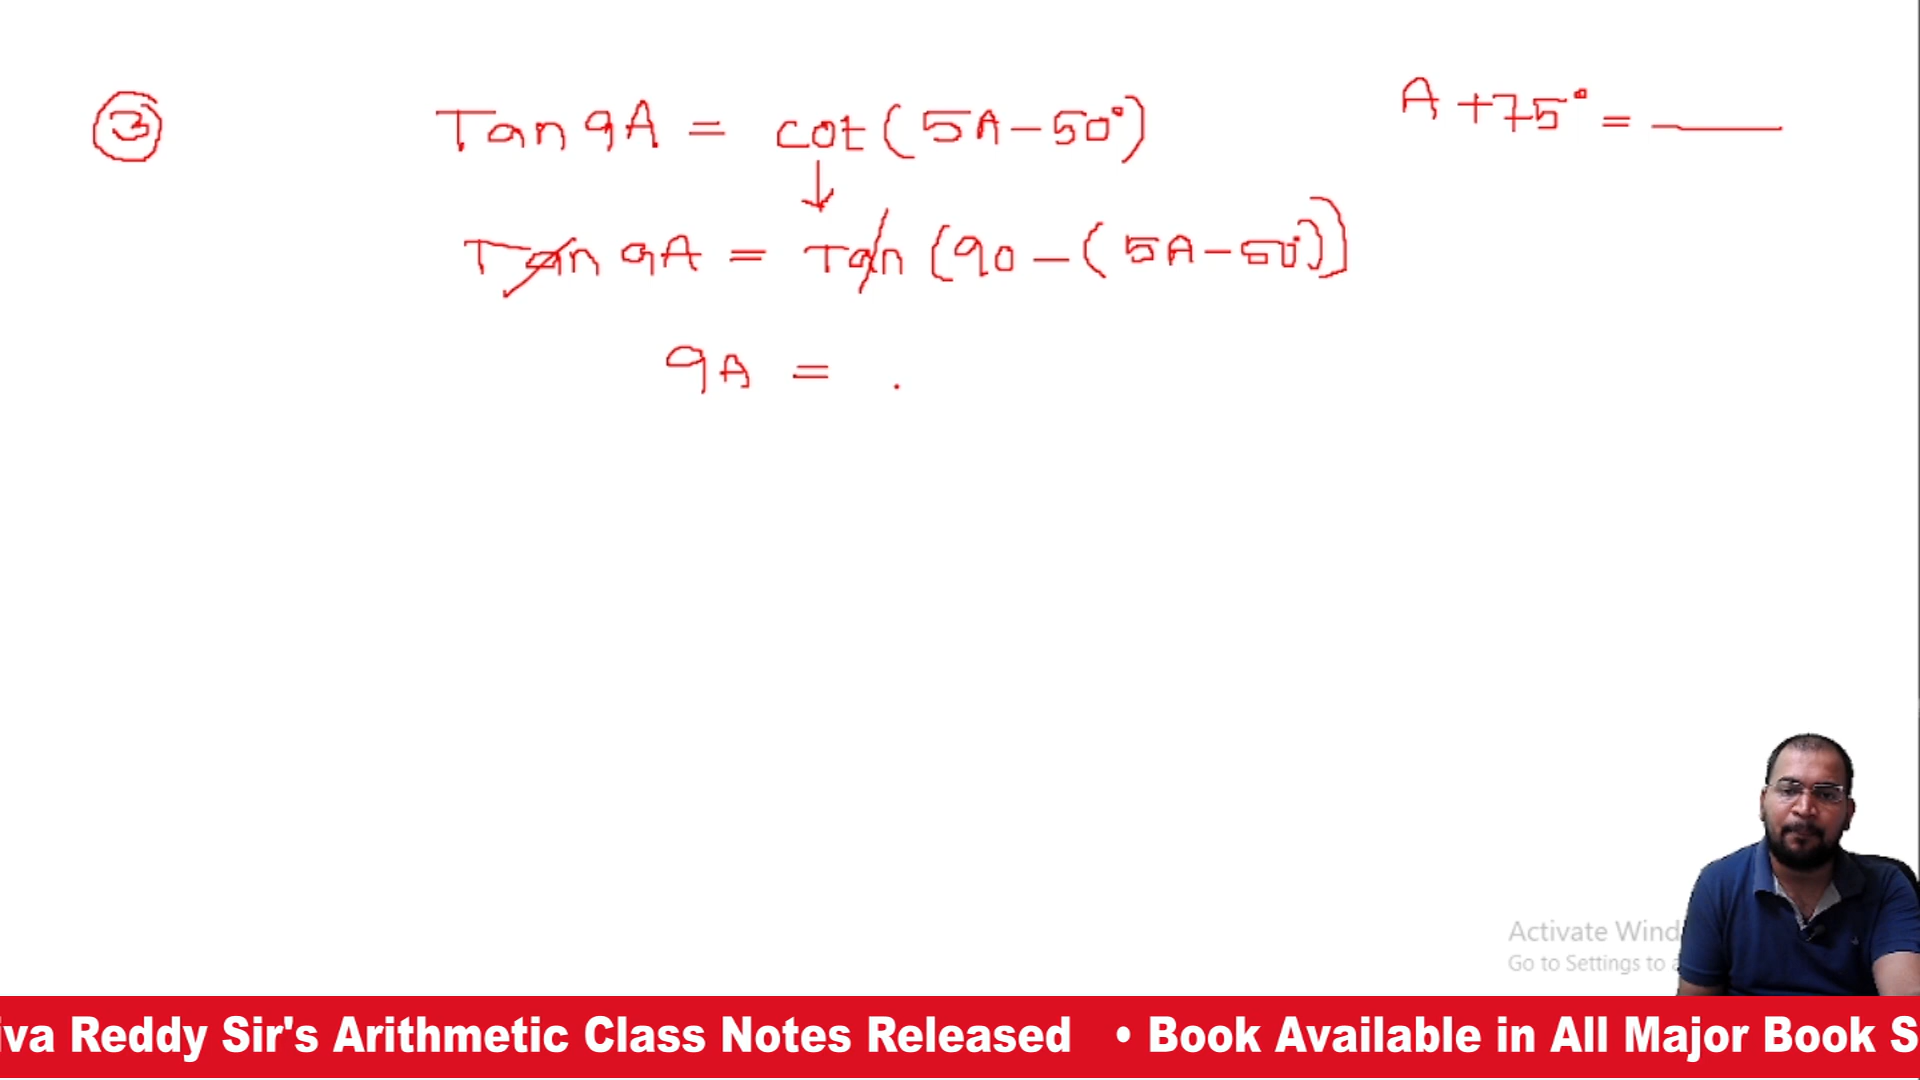 3
Tan 9A = cot (5A - 50°)
A + 75° = ____
↓
Tan 9A = Tan (90 - (5A - 50°))
9A = .
Activate Wind
Go to Settings to a
iva Reddy Sir's Arithmetic Class Notes Released • Book Available in All Major Book S